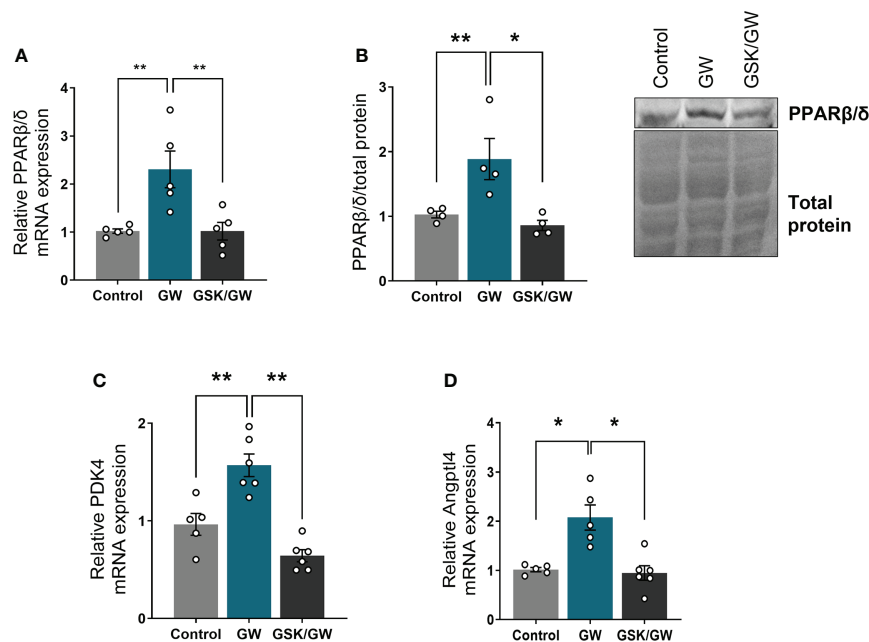 A
Relative PPARβ/δ
mRNA expression
4
3
2
1
0
** **
Control GW GSK/GW
B
PPARβ/δ/total protein
3
2
1
0
** *
Control GW GSK/GW
Control
GW
GSK/GW
PPARβ/δ
Total
protein
C
Relative PDK4
mRNA expression
2
1
0
** **
Control GW GSK/GW
D
Relative Angptl4
mRNA expression
4
3
2
1
0
* *
Control GW GSK/GW